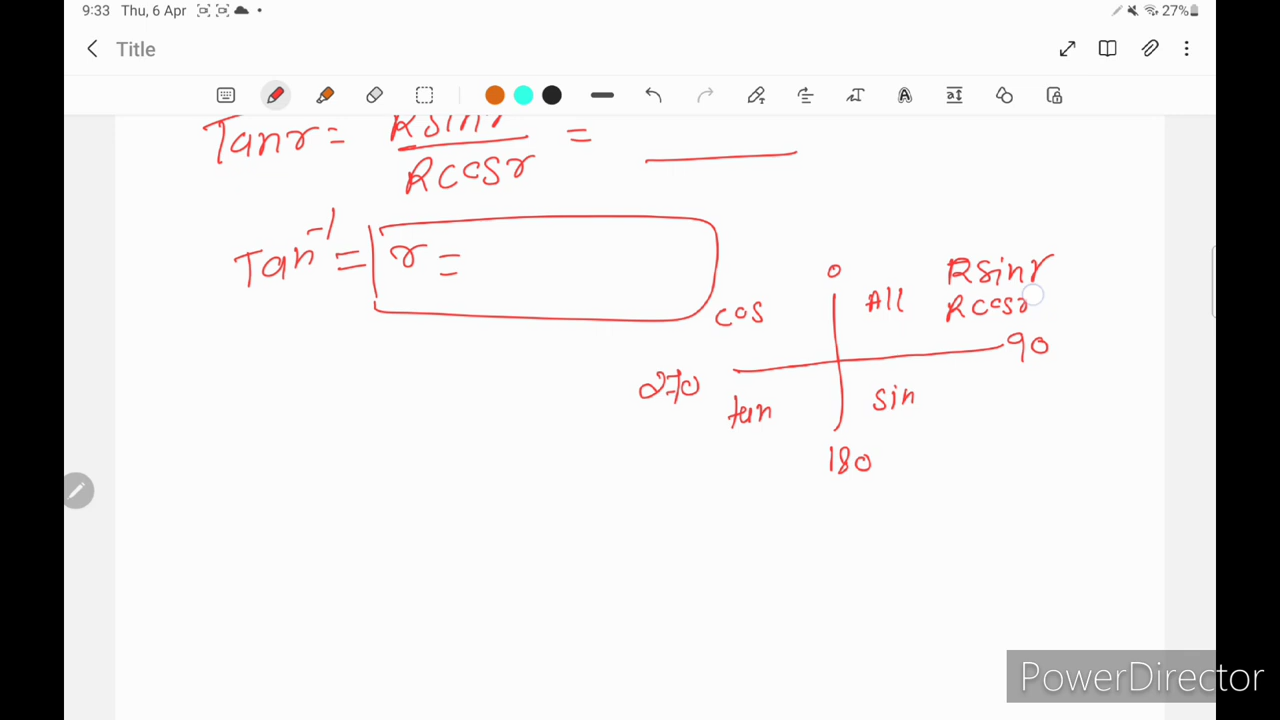 9:33 Thu, 6 Apr 27%
Title
Tanr = Rsinr =
Rcosr
Tan⁻¹ = r =
0
Rsinr
cos All Rcosr
90
270
tan sin
180
PowerDirector